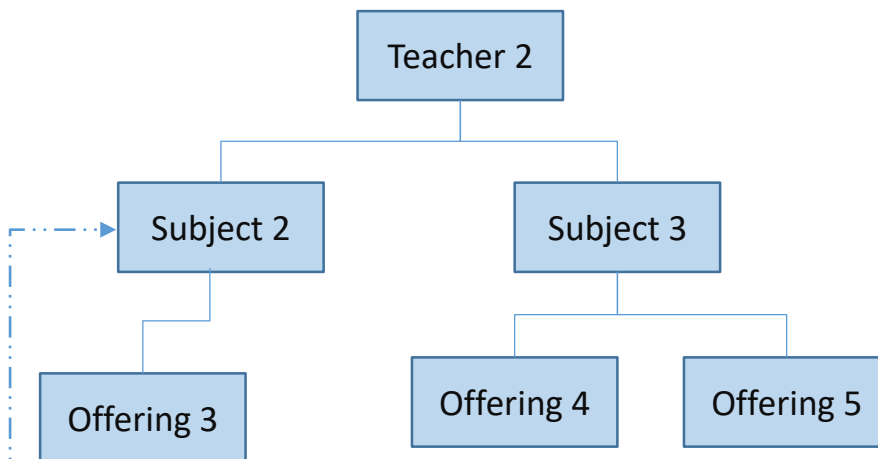 Teacher 2
Subject 2
Subject 3
Offering 3
Offering 4
Offering 5